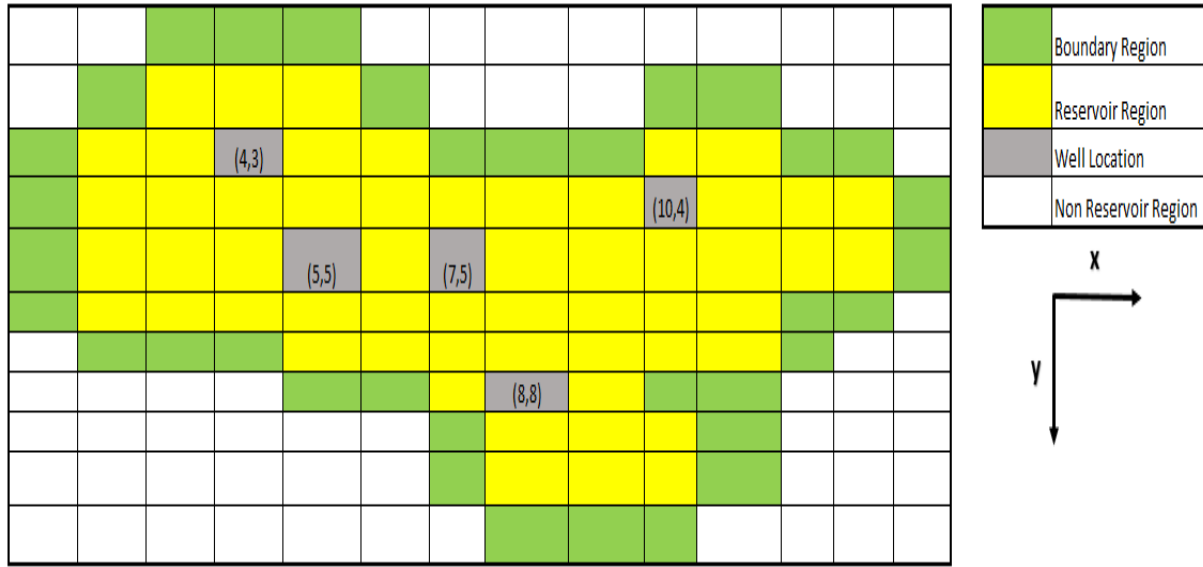 Boundary Region
Reservoir Region
(4,3)
Well Location
(10,4)
Non Reservoir Region
(5,5)
(7,5)
x
y
(8,8)